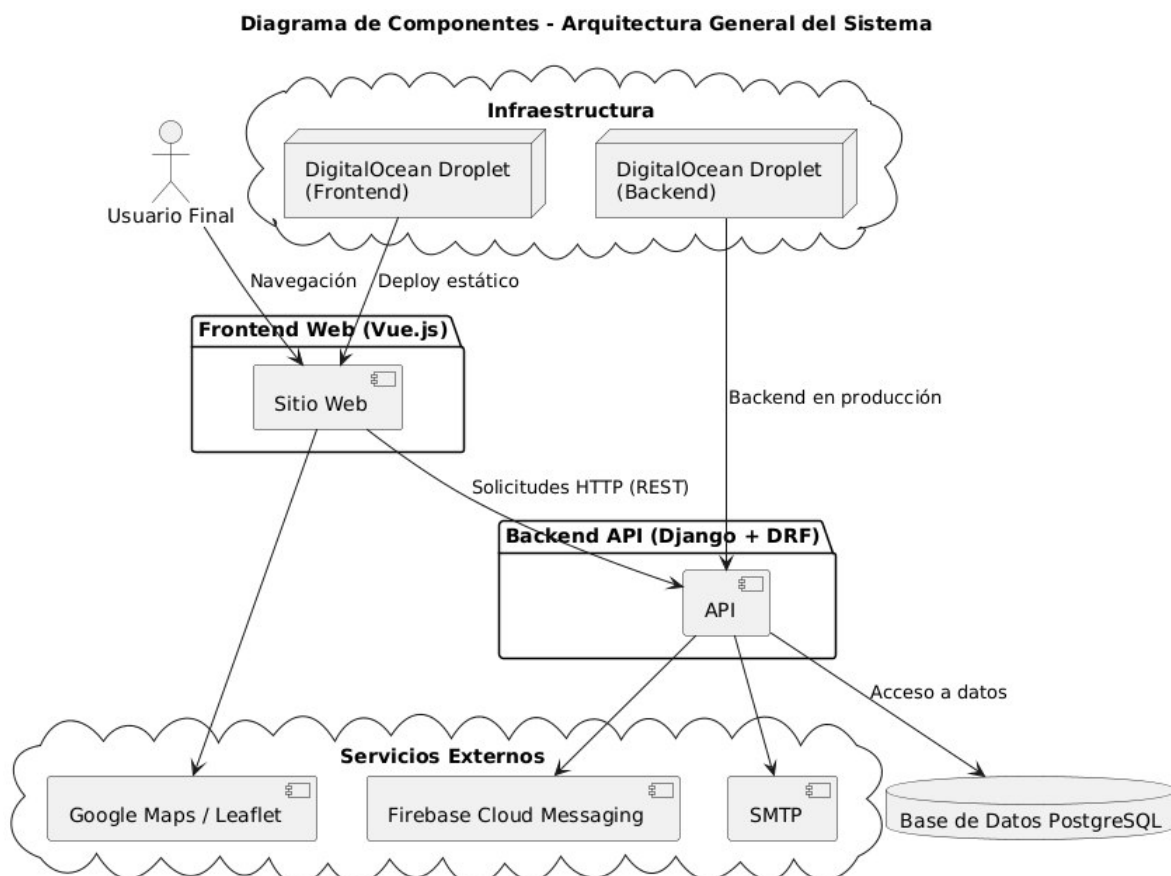 Diagrama de Componentes - Arquitectura General del Sistema
Infraestructura
DigitalOcean Droplet
(Frontend)
DigitalOcean Droplet
(Backend)
Usuario Final
Navegación
Deploy estático
Frontend Web (Vue.js)
Sitio Web
Backend en producción
Solicitudes HTTP (REST)
Backend API (Django + DRF)
API
Acceso a datos
Servicios Externos
Google Maps / Leaflet
Firebase Cloud Messaging
SMTP
Base de Datos PostgreSQL